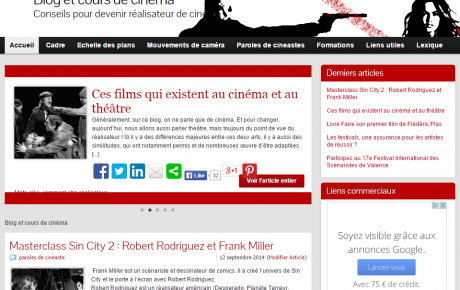 Blog et cours de cinéma
Conseils pour devenir réalisateur de cinéma
Accueil Cadre Echelle des plans Mouvements de caméra Paroles de cineastes Formations Liens utiles Lexique
Ces films qui existent au cinéma et au
théâtre
Généralement, sur ce blog, on ne parle que de cinéma. Et pour changer,
aujourd'hui, nous allons aussi parler théâtre, mais toujours du point de vue du
réalisateur ! Si il y a des différences majeures entre ces deux arts, il y a aussi des
similitudes, qui ont notamment permis et de nombreux œuvre d'être adaptées
[...]
Like 32 g+1
Voir l'article entier
Blog et cours de cinéma
Masterclass Sin City 2 : Robert Rodriguez et Frank Miller
paroles de cineaste 12 septembre 2014 (Modifier Article)
Frank Miller est un scénariste et dessinateur de comics. Il a créé l'univers de Sin
City et le porte à l'écran avec Robert Rodriguez.
Robert Rodriguez est un réalisateur américain (Desperado, Planète Terreur,
Derniers articles
Masterclass Sin City 2 : Robert Rodriguez et
Frank Miller
Ces films qui existent au cinéma et au théâtre
Livre Faire son premier film de Frédéric Plas
Les festivals, une assurance pour les artistes
de réussir ?
Participez au 17e Festival International des
Scénaristes de Valence
Liens commerciaux
Soyez visible grâce aux
annonces Google.
Lancez-vous
Avec 75 € de crédit.